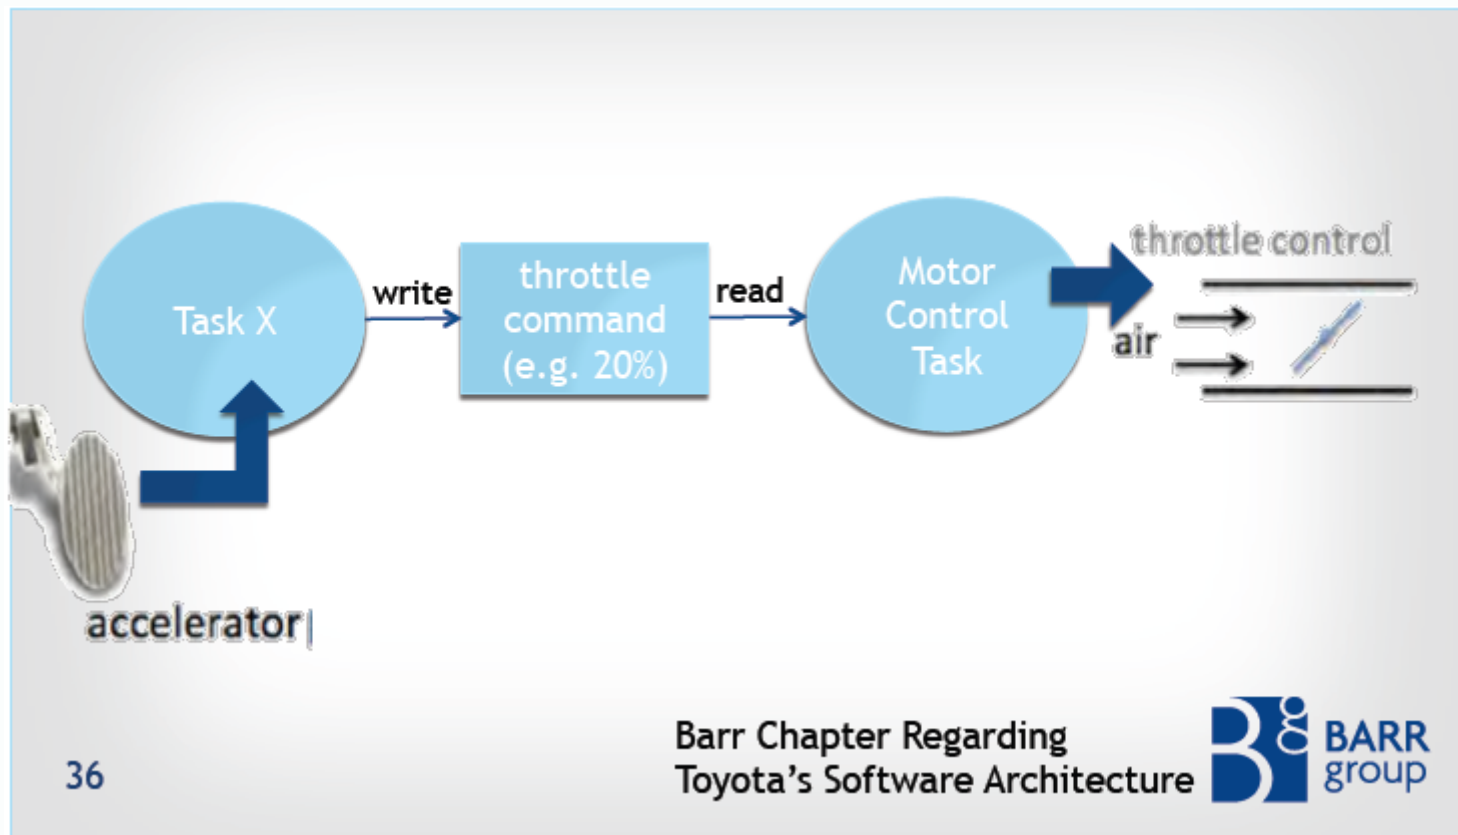 Task X
write
throttle
command
(e.g. 20%)
read
Motor
Control
Task
throttle control
air
accelerator
Barr Chapter Regarding
Toyota's Software Architecture
36
BARR
group